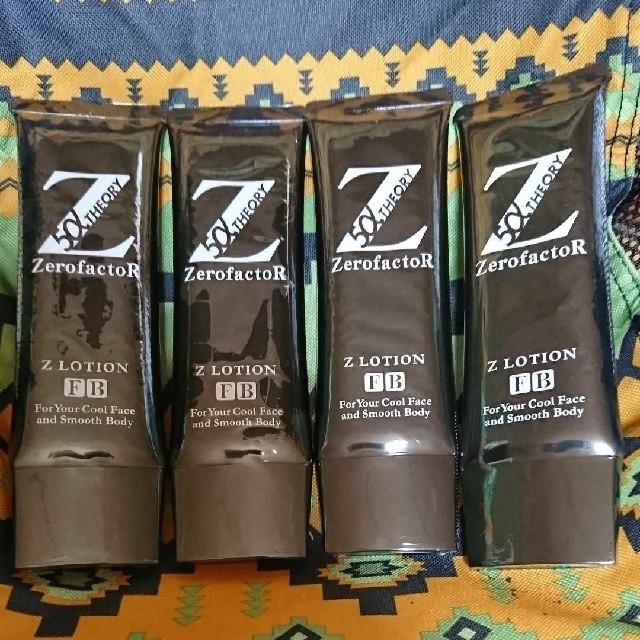 Z
5α THEORY
ZerofactoR
Z LOTION
FB
For Your Cool Face
and Smooth Body
Z
5α THEORY
ZerofactoR
Z LOTION
FB
For Your Cool Face
and Smooth Body
Z
5α THEORY
ZerofactoR
Z LOTION
FB
For Your Cool Face
and Smooth Body
Z
5α THEORY
ZerofactoR
Z LOTION
FB
For Your Cool Face
and Smooth Body